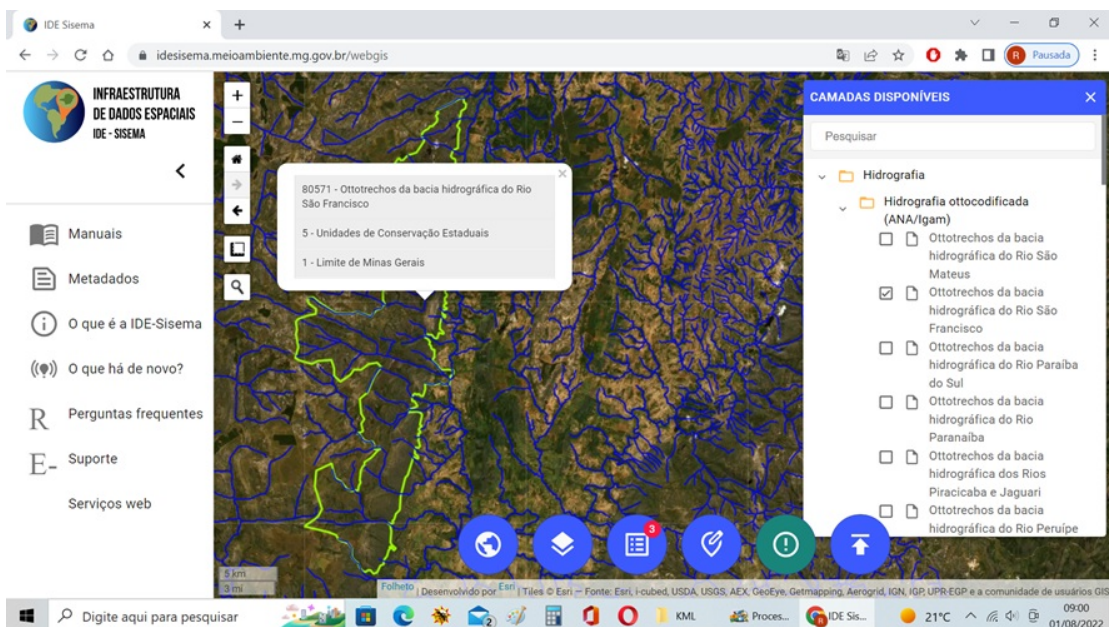 IDE Sisema
idesisema.meioambiente.mg.gov.br/webgis
R Pausada
INFRAESTRUTURA
DE DADOS ESPACIAIS
IDE - SISEMA
Manuais
Metadados
O que é a IDE-Sisema
O que há de novo?
R Perguntas frequentes
E- Suporte
Serviços web
80571 - Ottotrechos da bacia hidrográfica do Rio
São Francisco
5 - Unidades de Conservação Estaduais
1 - Limite de Minas Gerais
CAMADAS DISPONÍVEIS
Pesquisar
Hidrografia
Hidrografia ottocodificada
(ANA/Igam)
Ottotrechos da bacia
hidrográfica do Rio São
Mateus
Ottotrechos da bacia
hidrográfica do Rio São
Francisco
Ottotrechos da bacia
hidrográfica do Rio Paraíba
do Sul
Ottotrechos da bacia
hidrográfica do Rio
Paranaíba
Ottotrechos da bacia
hidrográfica dos Rios
Piracicaba e Jaguari
Ottotrechos da bacia
hidrográfica do Rio Peruípe
3
5 km
3 mi
Folheto | Desenvolvido por Esri | Tiles © Esri — Fonte: Esri, i-cubed, USDA, USGS, AEX, GeoEye, Getmapping, Aerogrid, IGN, IGP, UPR-EGP e a comunidade de usuários GIS
Digite aqui para pesquisar
2
KML
Proces...
IDE Sis...
21°C
09:00
01/08/2022